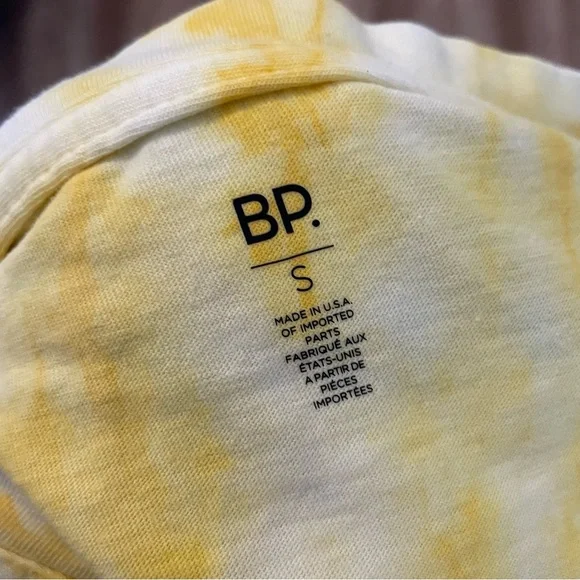 BP.
S
MADE IN U.S.A.
OF IMPORTED
PARTS
FABRIQUÉ AUX
ÉTATS-UNIS
A PARTIR DE
PIÈCES
IMPORTÉES